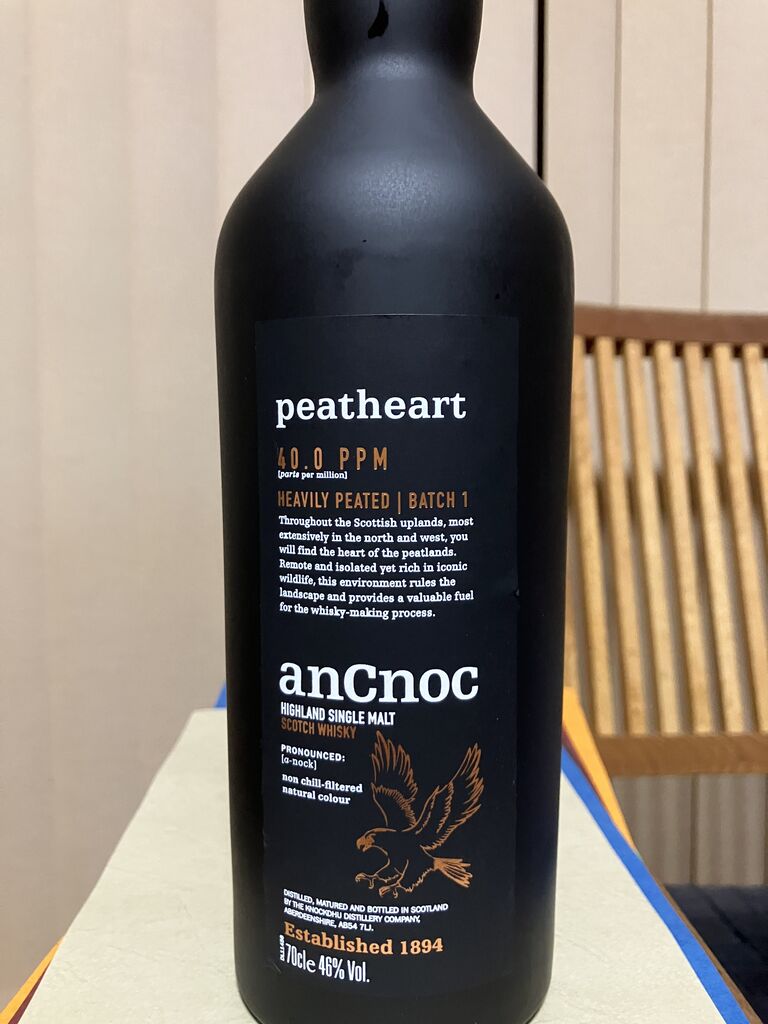 peatheart
40.0 PPM
[parts per million]
HEAVILY PEATED | BATCH 1
Throughout the Scottish uplands, most
extensively in the north and west, you
will find the heart of the peatlands.
Remote and isolated yet rich in iconic
wildlife, this environment rules the
landscape and provides a valuable fuel
for the whisky-making process.
anCnoc
HIGHLAND SINGLE MALT
SCOTCH WHISKY
PRONOUNCED:
[a-nock]
non chill-filtered
natural colour
DISTILLED, MATURED AND BOTTLED IN SCOTLAND
BY THE KNOCKDHU DISTILLERY COMPANY,
ABERDEENSHIRE, AB54 7LJ.
Established 1894
70cle 46% Vol.